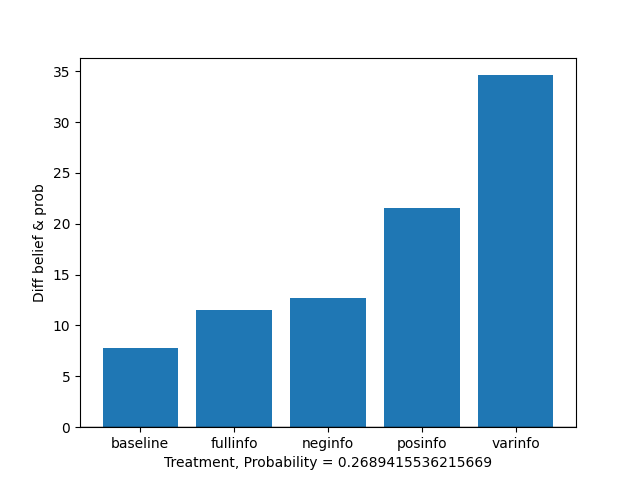 35
30
25
20
15
10
5
0
Diff belief & prob
baseline fullinfo neginfo posinfo varinfo
Treatment, Probability = 0.2689415536215669